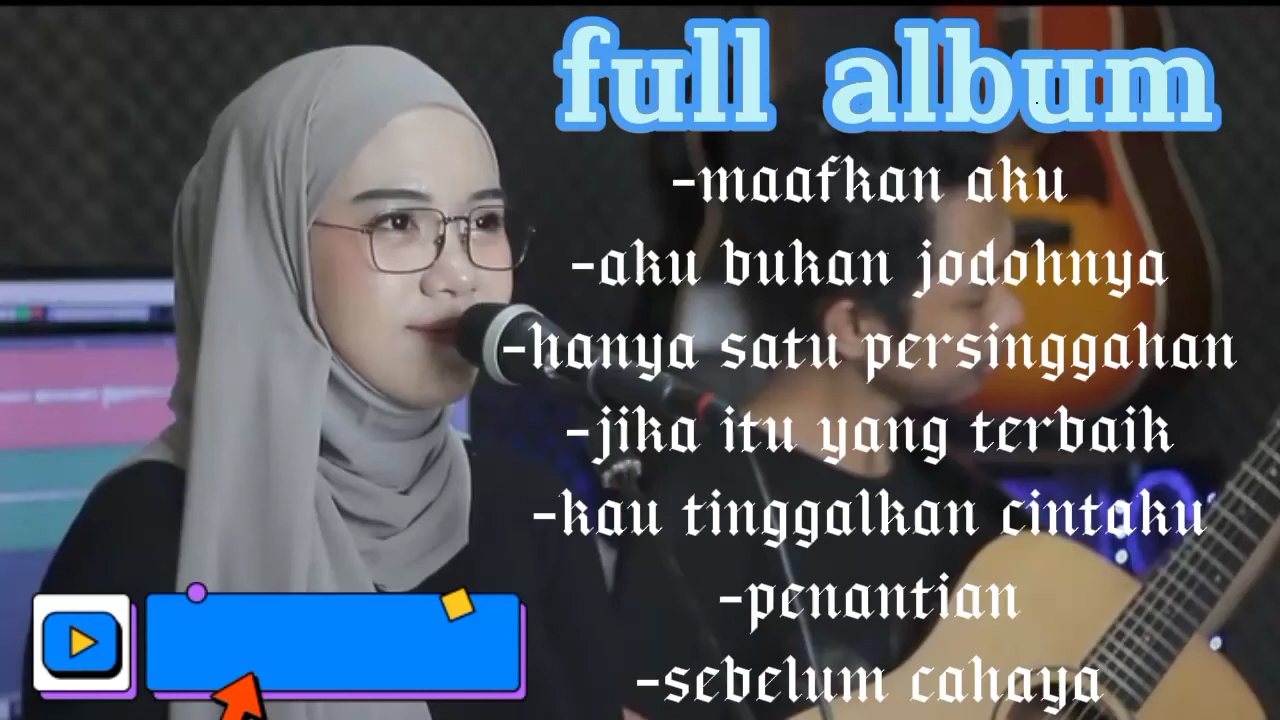 full album
-maafkan aku
-aku bukan jodohnya
-hanya satu persinggahan
-jika itu yang terbaik
-kau tinggalkan cintaku
-penantian
-sebelum cahaya